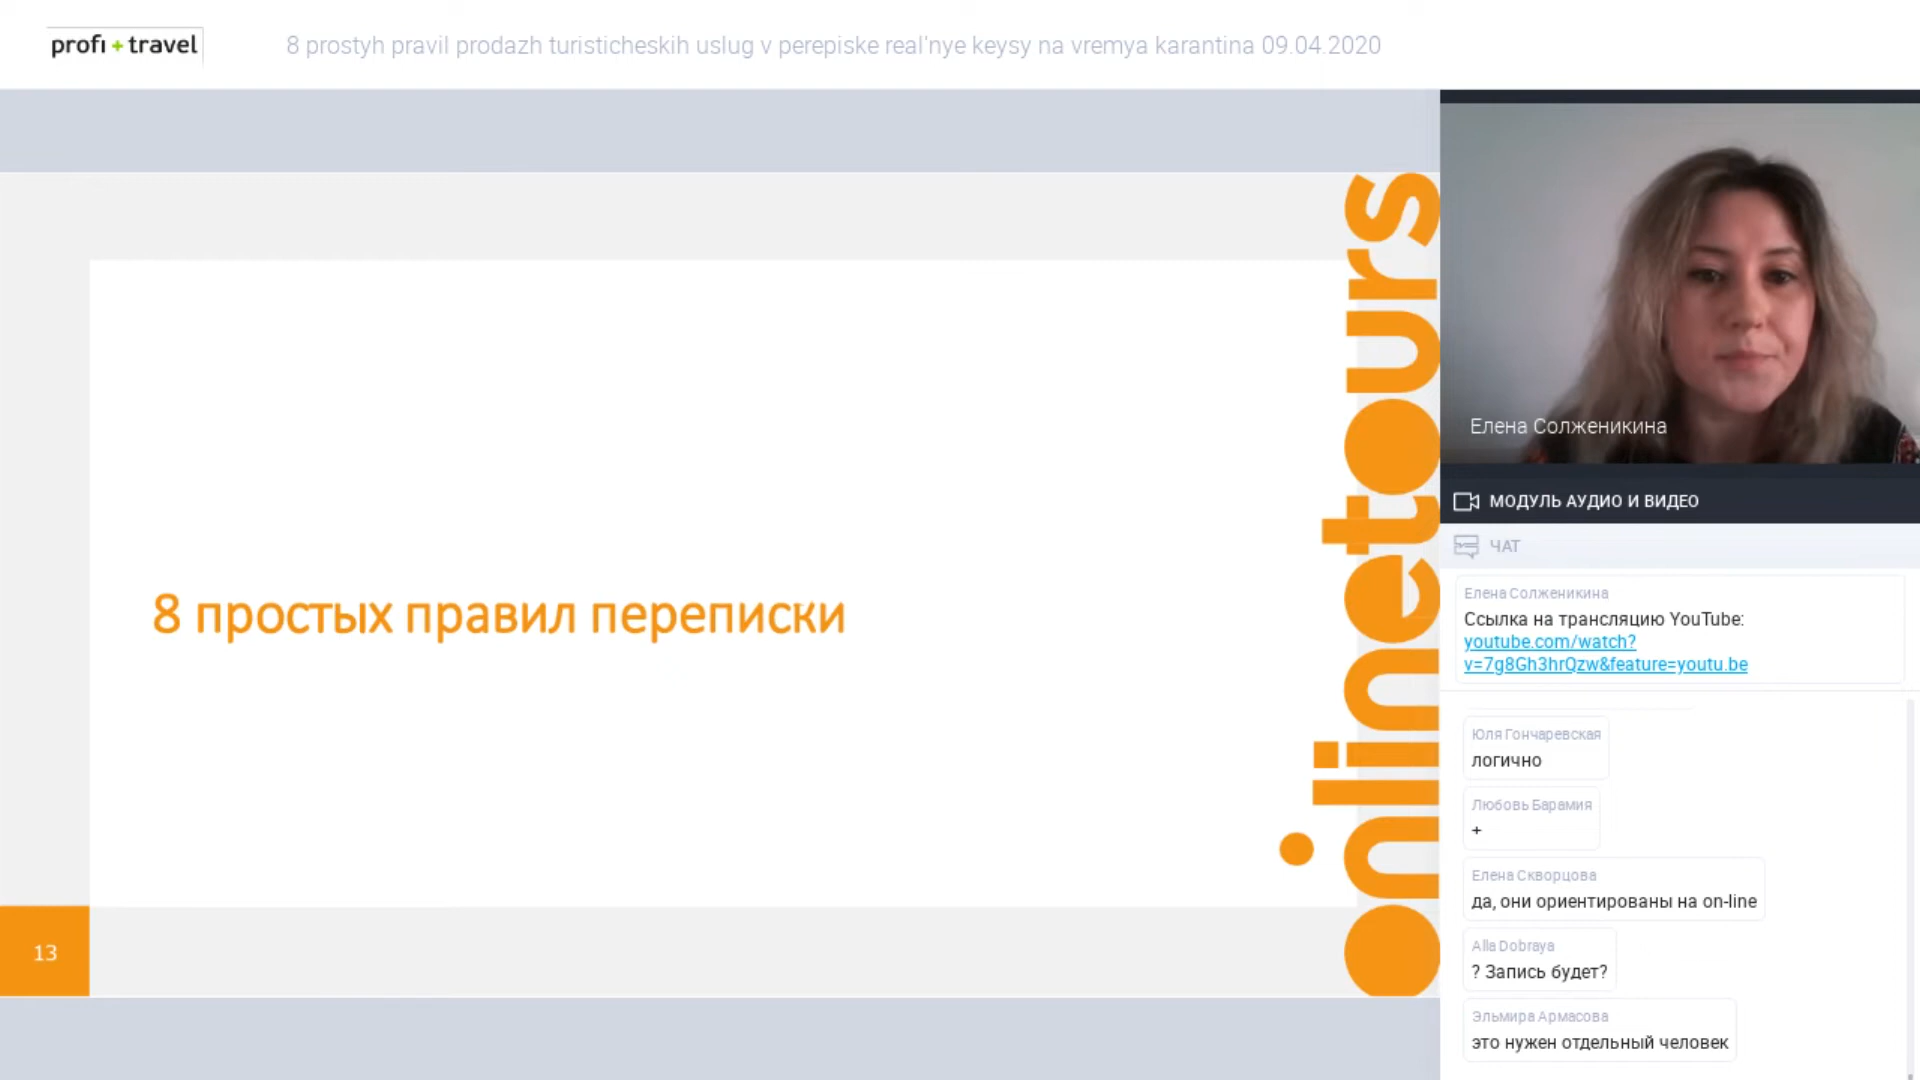 profi + travel
8 prostyh pravil prodazh turisticheskih uslug v perepiske real'nye keysy na vremya karantina 09.04.2020
8 простых правил переписки
onlinetours
13
Елена Солженикина
МОДУЛЬ АУДИО И ВИДЕО
ЧАТ
Елена Солженикина
Ссылка на трансляцию YouTube:
youtube.com/watch?
v=7g8Gh3hrQzw&feature=youtu.be
Юля Гончаревская
логично
Любовь Барамия
+
Елена Скворцова
да, они ориентированы на on-line
Alla Dobraya
? Запись будет?
Эльмира Армасова
это нужен отдельный человек